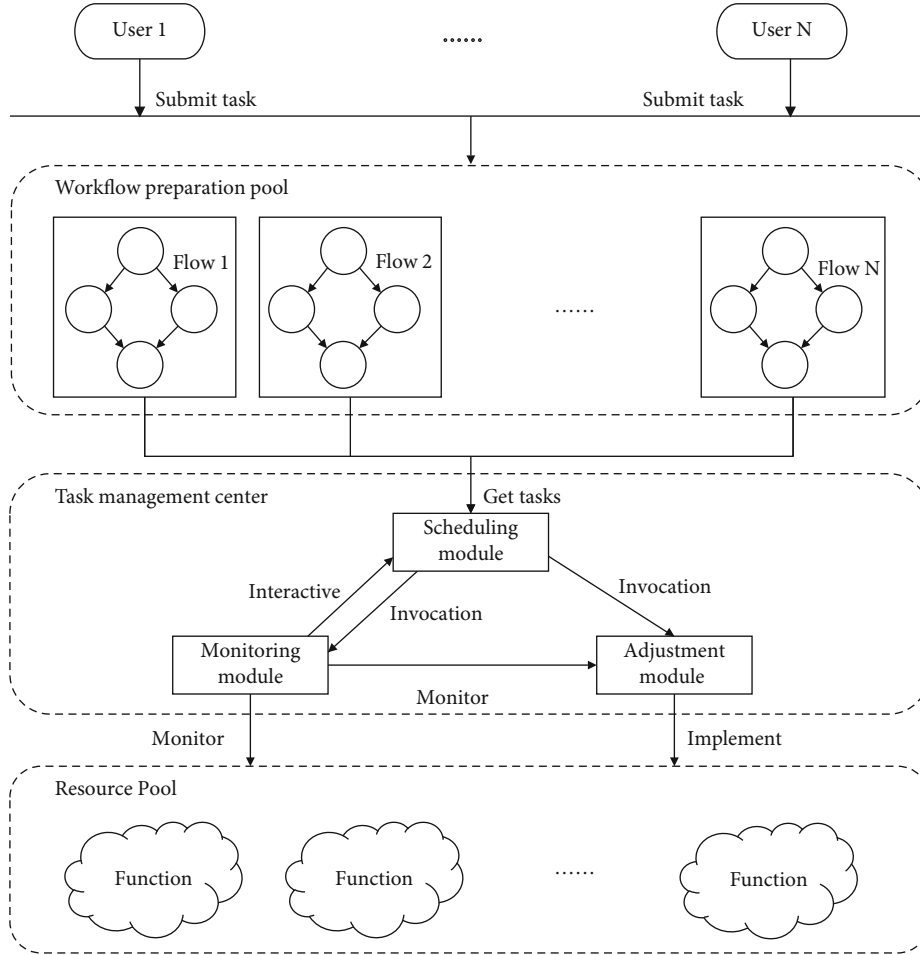 User 1
......
User N
Submit task
Submit task
Workflow preparation pool
Flow 1
Flow 2
......
Flow N
Task management center
Get tasks
Scheduling
module
Interactive
Invocation
Invocation
Monitoring
module
Adjustment
module
Monitor
Monitor
Implement
Resource Pool
Function
Function
......
Function